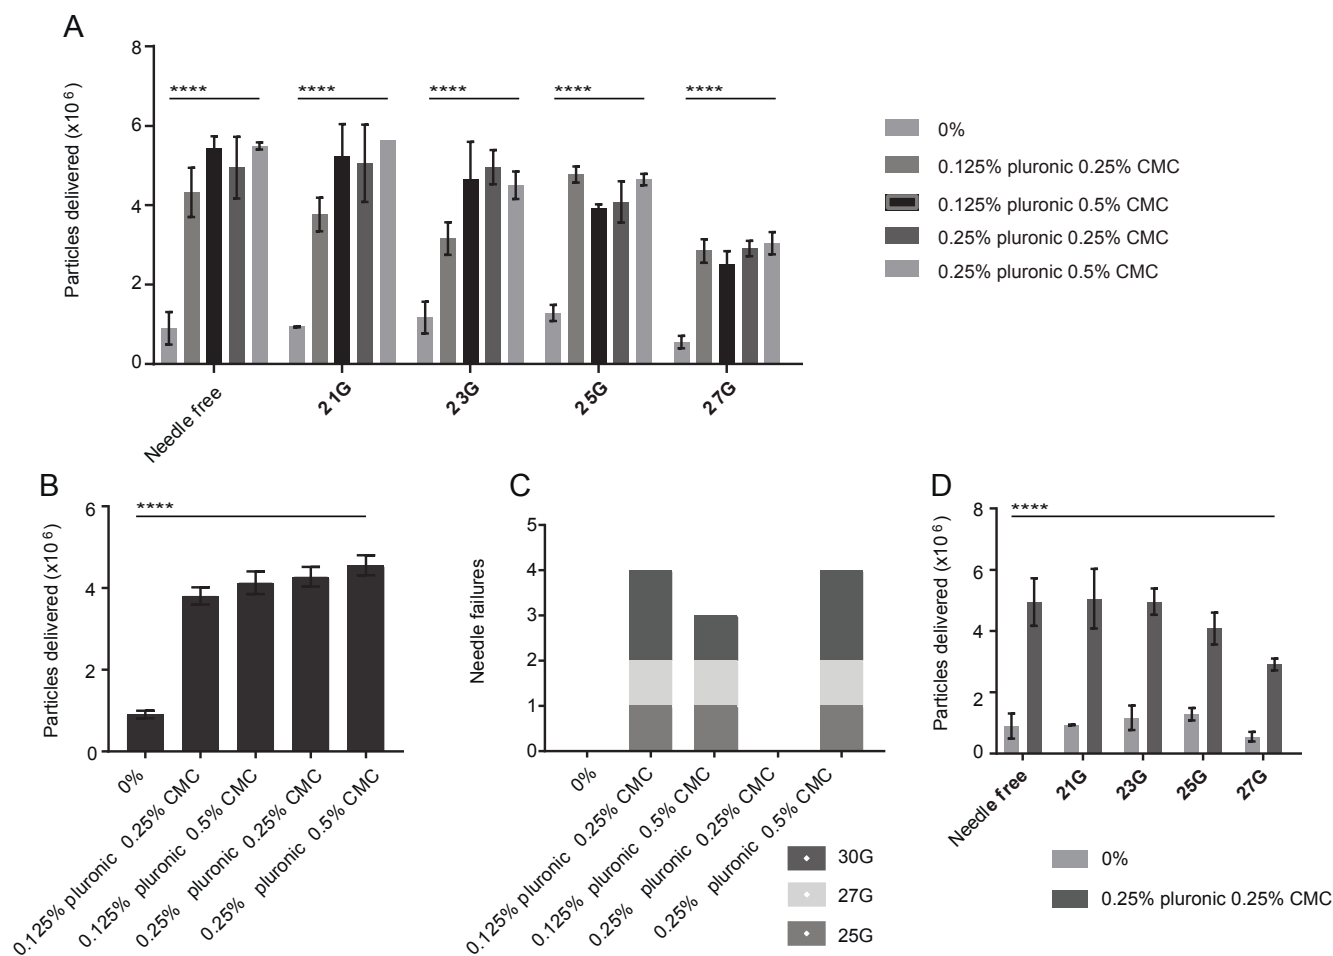 A
Particles delivered (x10⁶)
8
6
4
2
0
****
****
****
****
****
Needle free
21G
23G
25G
27G
0%
0.125% pluronic 0.25% CMC
0.125% pluronic 0.5% CMC
0.25% pluronic 0.25% CMC
0.25% pluronic 0.5% CMC
B
Particles delivered (x10⁶)
6
4
2
0
****
0%
0.125% pluronic 0.25% CMC
0.125% pluronic 0.5% CMC
0.25% pluronic 0.25% CMC
0.25% pluronic 0.5% CMC
C
Needle failures
5
4
3
2
1
0
0%
0.125% pluronic 0.25% CMC
0.125% pluronic 0.5% CMC
0.25% pluronic 0.25% CMC
0.25% pluronic 0.5% CMC
30G
27G
25G
D
Particles delivered (x10⁶)
8
6
4
2
0
****
Needle free
21G
23G
25G
27G
0%
0.25% pluronic 0.25% CMC